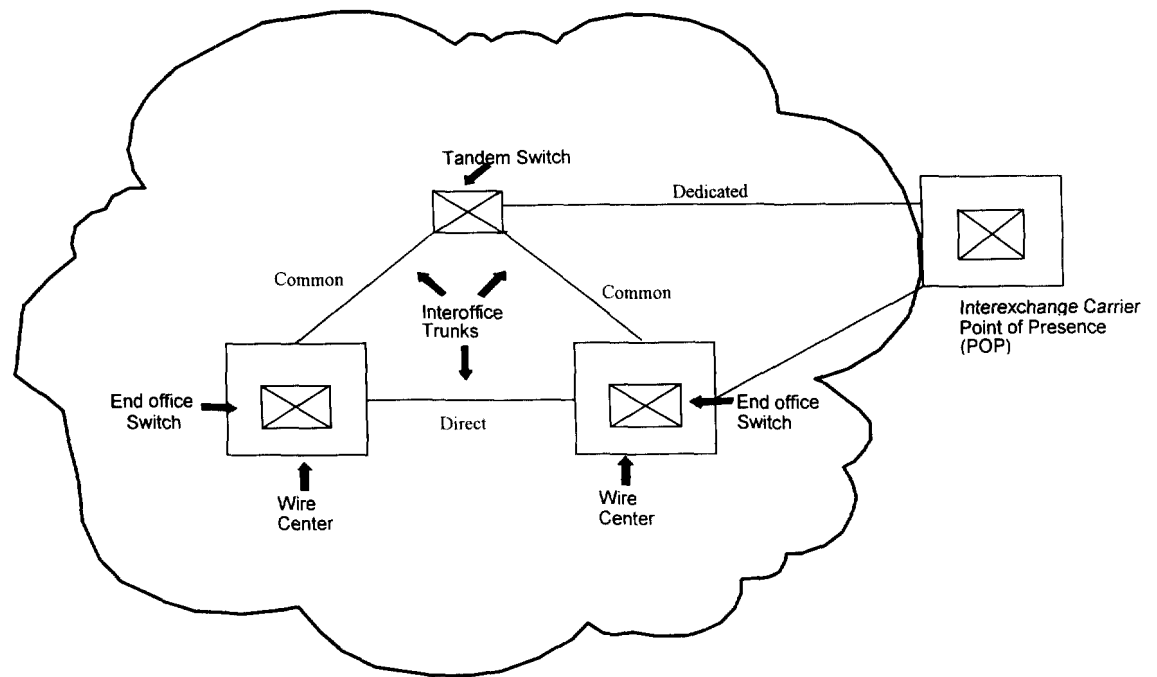 Tandem Switch
Dedicated
Common
Interoffice
Trunks
Common
Interexchange Carrier
Point of Presence
(POP)
End office
Switch
Direct
End office
Switch
Wire
Center
Wire
Center